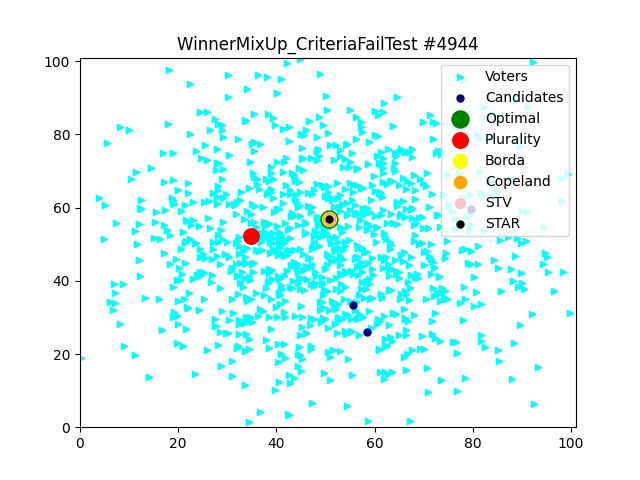 WinnerMixUp_CriteriaFailTest #4944
100
80
60
40
20
0
0
20
40
60
80
100
Voters
Candidates
Optimal
Plurality
Borda
Copeland
STV
STAR